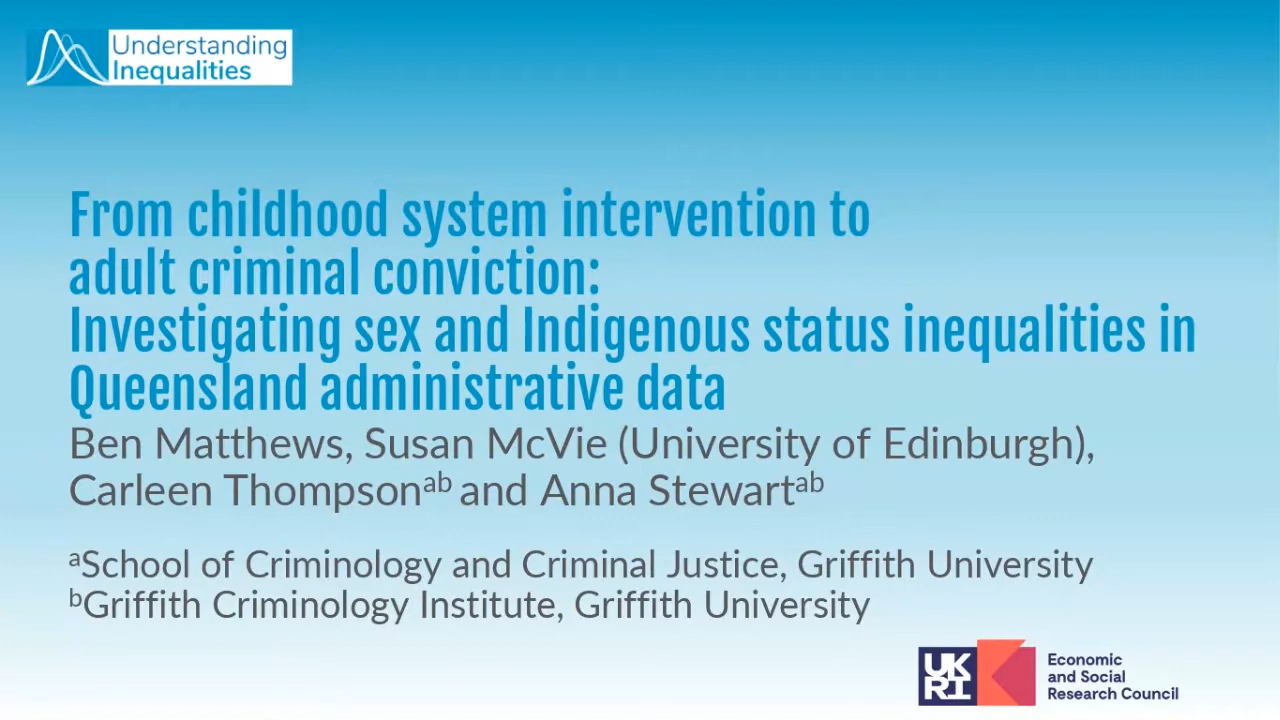 Understanding
Inequalities
From childhood system intervention to
adult criminal conviction:
Investigating sex and Indigenous status inequalities in
Queensland administrative data
Ben Matthews, Susan McVie (University of Edinburgh),
Carleen Thompsonᵃᵇ and Anna Stewartᵃᵇ
ᵃSchool of Criminology and Criminal Justice, Griffith University
ᵇGriffith Criminology Institute, Griffith University
UK
RI
Economic
and Social
Research Council